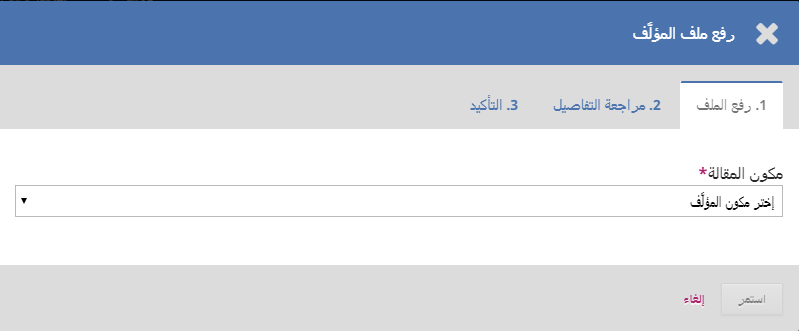 رفع ملف المؤلَّف
1. رفع الملف
2. مراجعة التفاصيل
3. التأكيد
مكون المقالة*
إختر مكون المؤلَّف
استمر
إلغاء